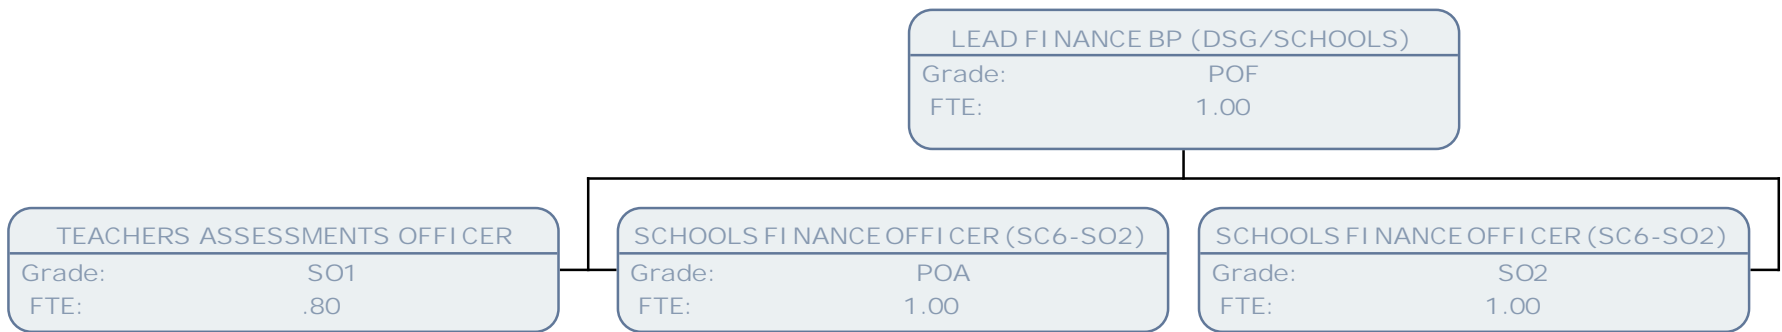 LEAD FINANCE BP (DSG/SCHOOLS)
Grade: POF
FTE: 1.00
TEACHERS ASSESSMENTS OFFICER
Grade: SO1
FTE: .80
SCHOOLS FINANCE OFFICER (SC6-SO2)
Grade: POA
FTE: 1.00
SCHOOLS FINANCE OFFICER (SC6-SO2)
Grade: SO2
FTE: 1.00